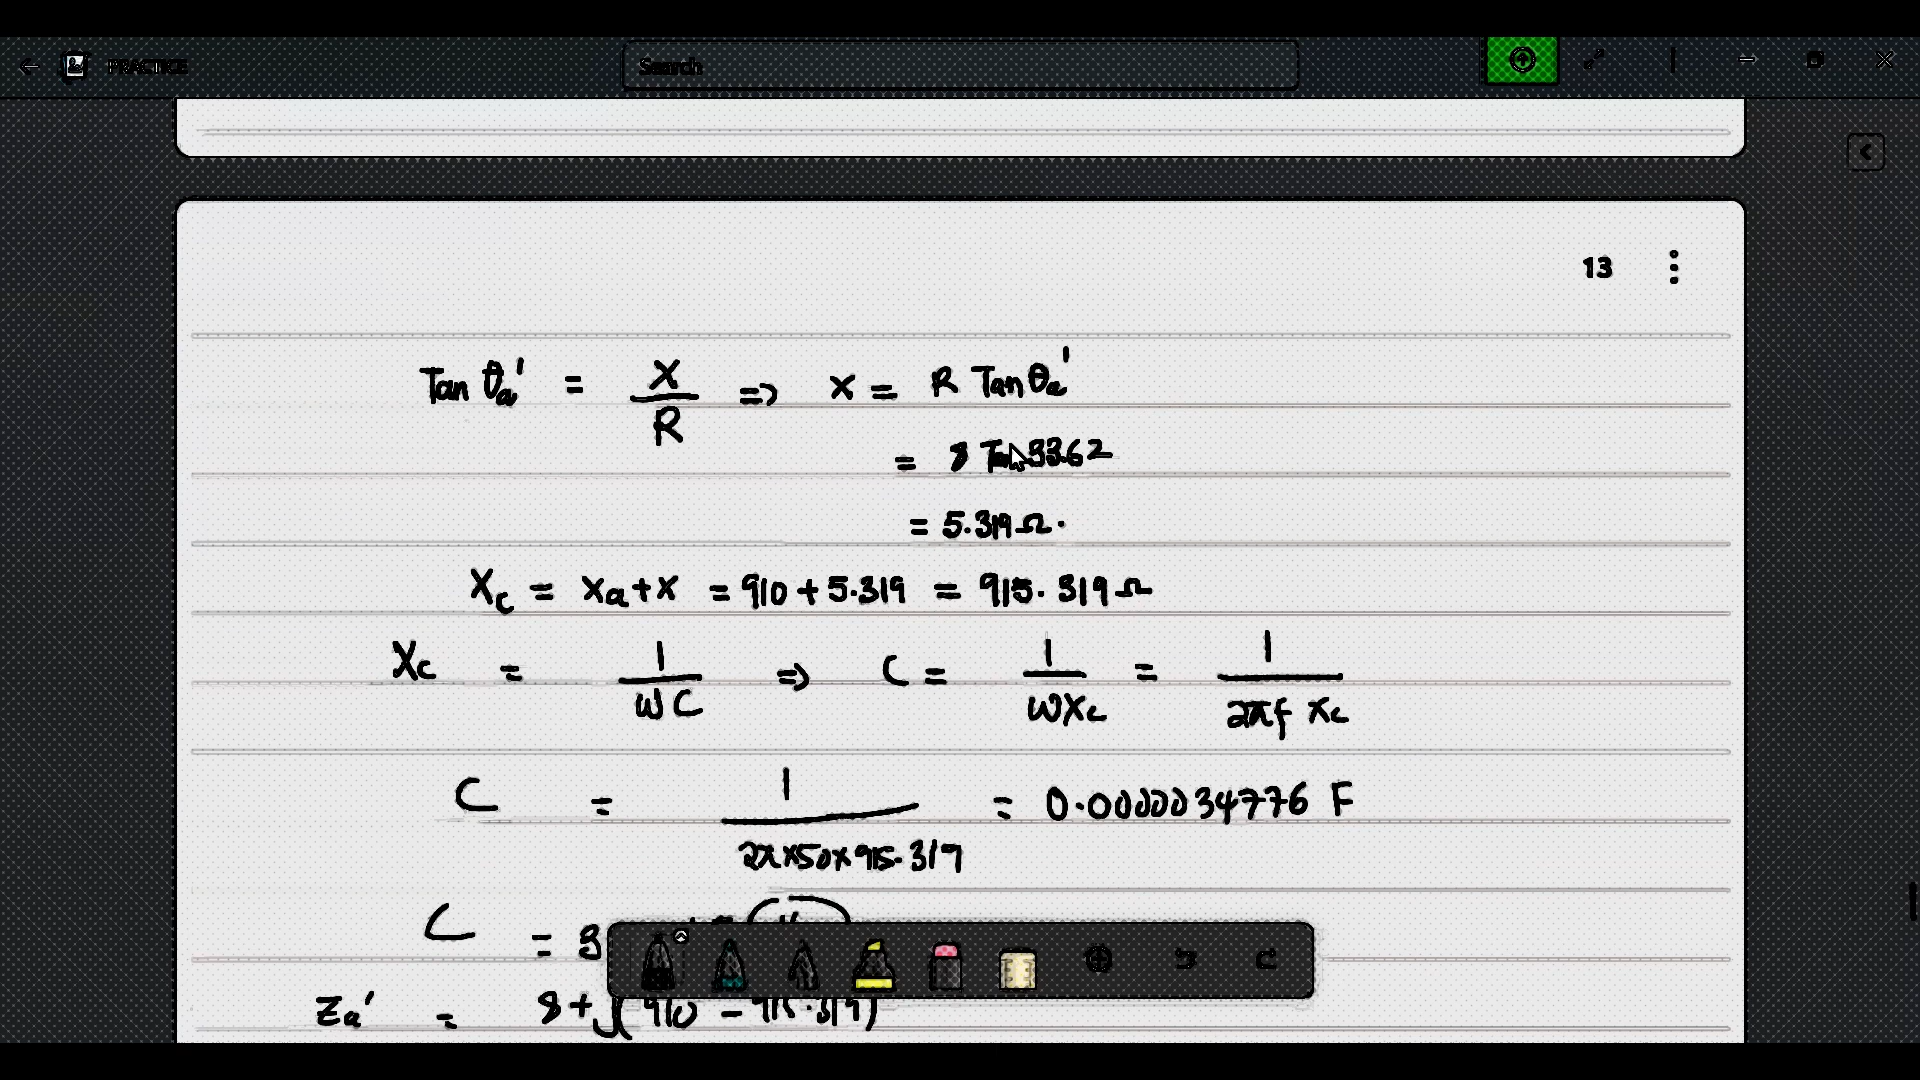 PRACTICE
Search
13
Tan θa' = X / R => X = R Tan θa'
= 8 Tan 33.62
= 5.319 Ω.
Xc = Xa + X = 910 + 5.319 = 915.319 Ω
Xc = 1 / WC => C = 1 / WXc = 1 / 2πf Xc
C = 1 / 2π×50×915.319 = 0.0000034776 F
C = 3
Za' = 8 + J(910 - 915.319)